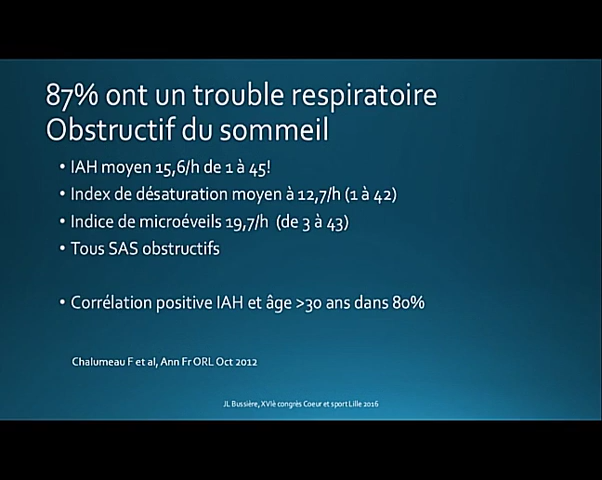 87% ont un trouble respiratoire
Obstructif du sommeil
• IAH moyen 15,6/h de 1 à 45!
• Index de désaturation moyen à 12,7/h (1 à 42)
• Indice de microéveils 19,7/h (de 3 à 43)
• Tous SAS obstructifs
• Corrélation positive IAH et âge >30 ans dans 80%
Chalumeau F et al, Ann Fr ORL Oct 2012
JL Bussière, XVIè congrès Coeur et sport Lille 2016